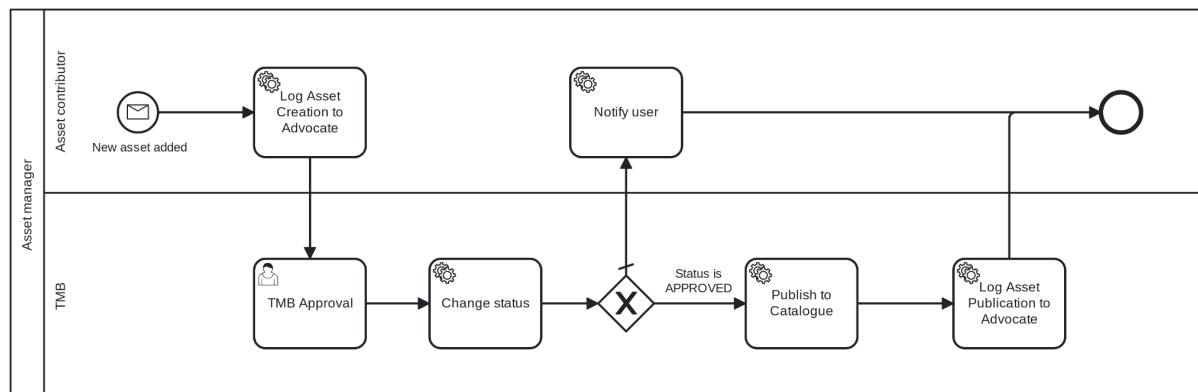 Asset manager
Asset contributor
New asset added
Log Asset
Creation to
Advocate
Notify user
TMB
TMB Approval
Change status
Status is
APPROVED
Publish to
Catalogue
Log Asset
Publication to
Advocate